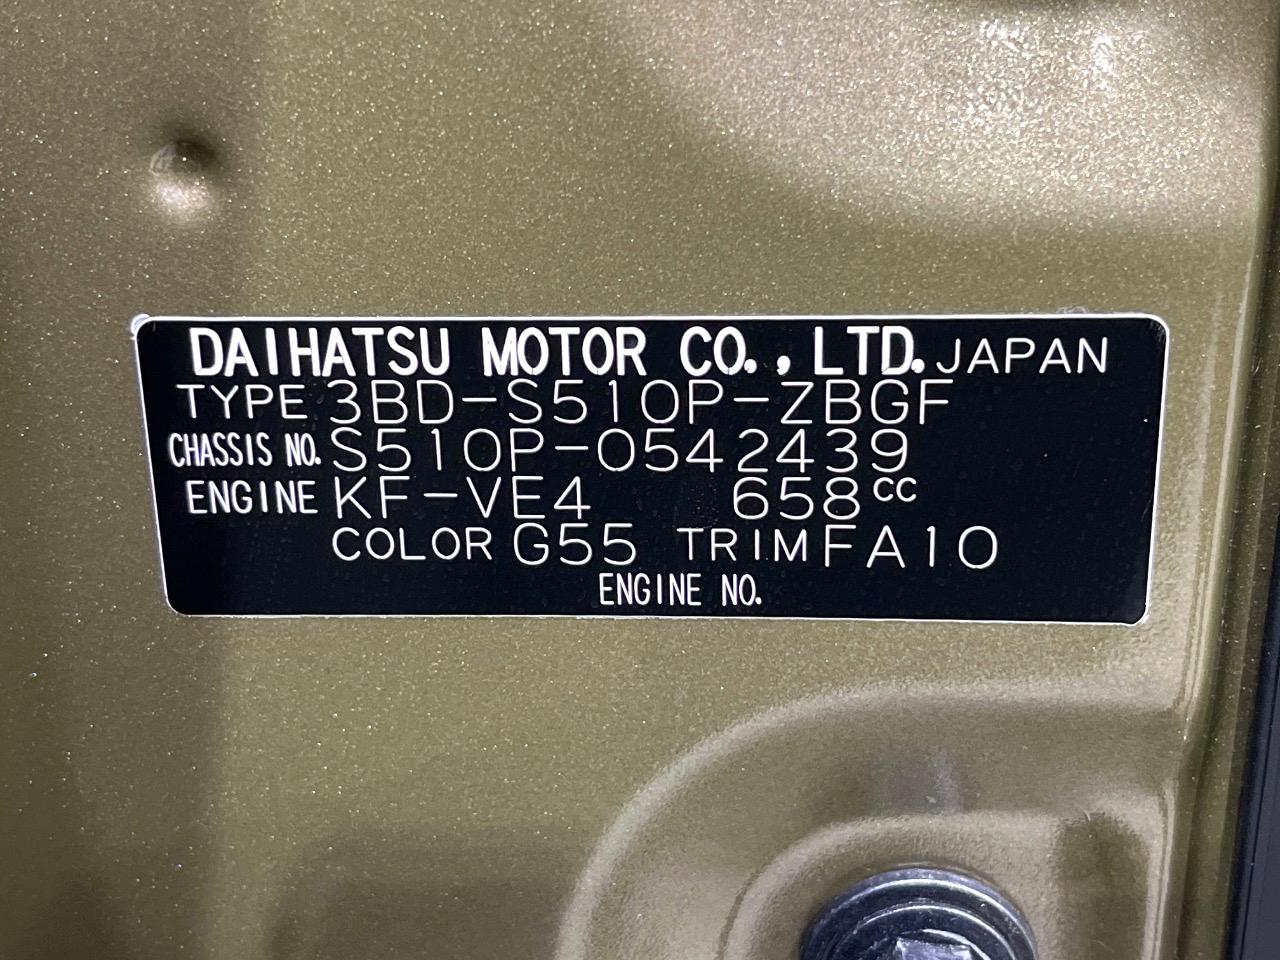 DAIHATSU MOTOR CO., LTD. JAPAN
TYPE 3BD-S510P-ZBGF
CHASSIS NO. S510P-0542439
ENGINE KF-VE4 658cc
COLOR G55 TRIM FA10
ENGINE NO.